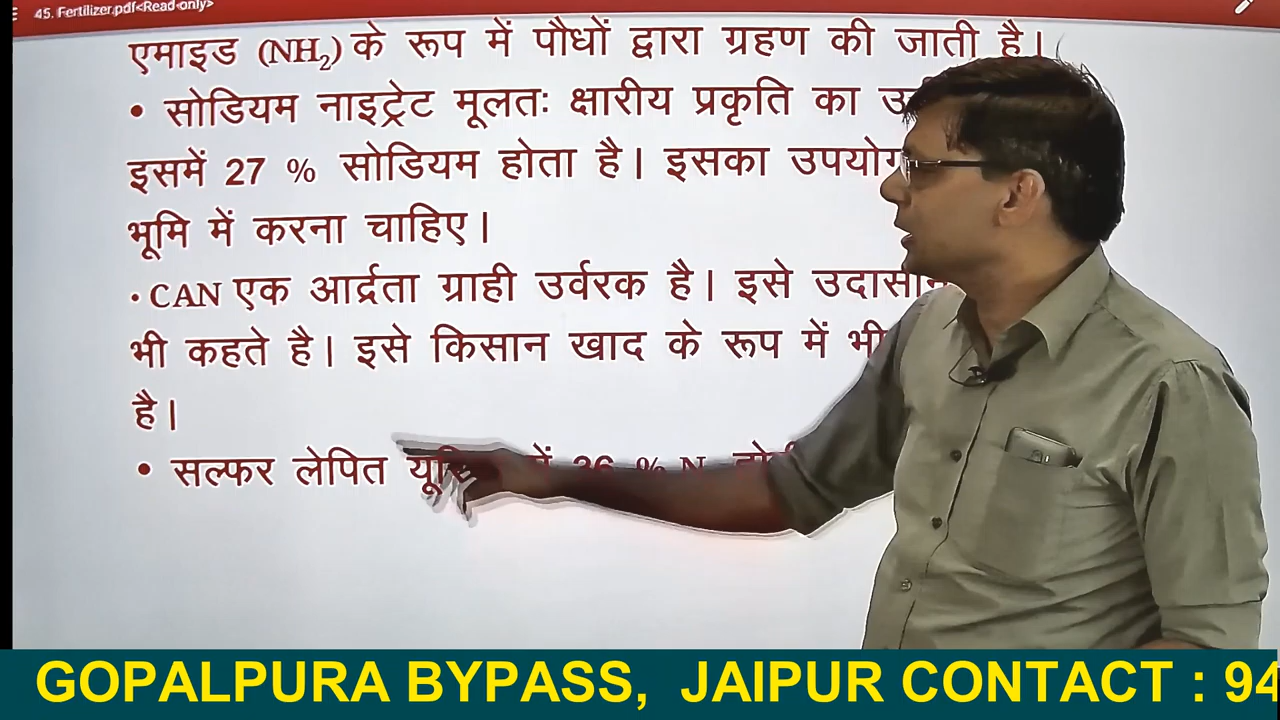 45. Fertilizer.pdf<Read-only>
एमाइड (NH₂) के रूप में पौधों द्वारा ग्रहण की जाती है।
• सोडियम नाइट्रेट मूलतः क्षारीय प्रकृति का
इसमें 27 % सोडियम होता है। इसका उपयोग
भूमि में करना चाहिए।
• CAN एक आर्द्रता ग्राही उर्वरक है। इसे
भी कहते है। इसे किसान खाद के रूप में भी
है।
• सल्फर लेपित में 36 % N
GOPALPURA BYPASS, JAIPUR CONTACT : 94